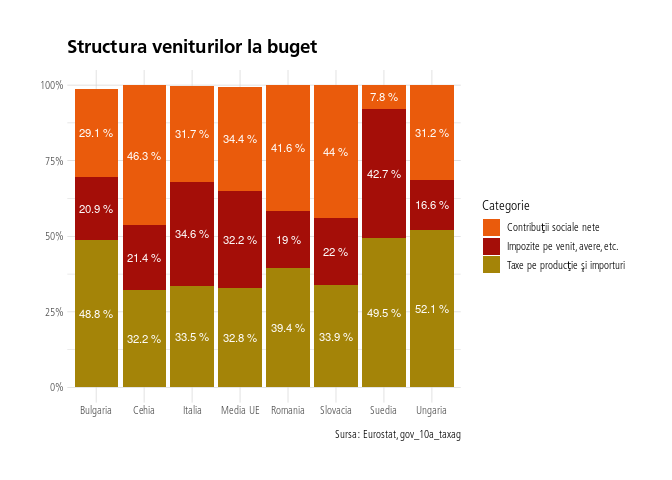 Structura veniturilor la buget
100%
75%
50%
25%
0%
29.1 % 46.3 % 31.7 % 34.4 % 41.6 % 44 % 7.8 % 31.2 %
20.9 % 21.4 % 34.6 % 32.2 % 19 % 22 % 42.7 % 16.6 %
48.8 % 32.2 % 33.5 % 32.8 % 39.4 % 33.9 % 49.5 % 52.1 %
Bulgaria Cehia Italia Media UE Romania Slovacia Suedia Ungaria
Categorie
Contribuții sociale nete
Impozite pe venit, avere, etc.
Taxe pe producție și importuri
Sursa: Eurostat, gov_10a_taxag